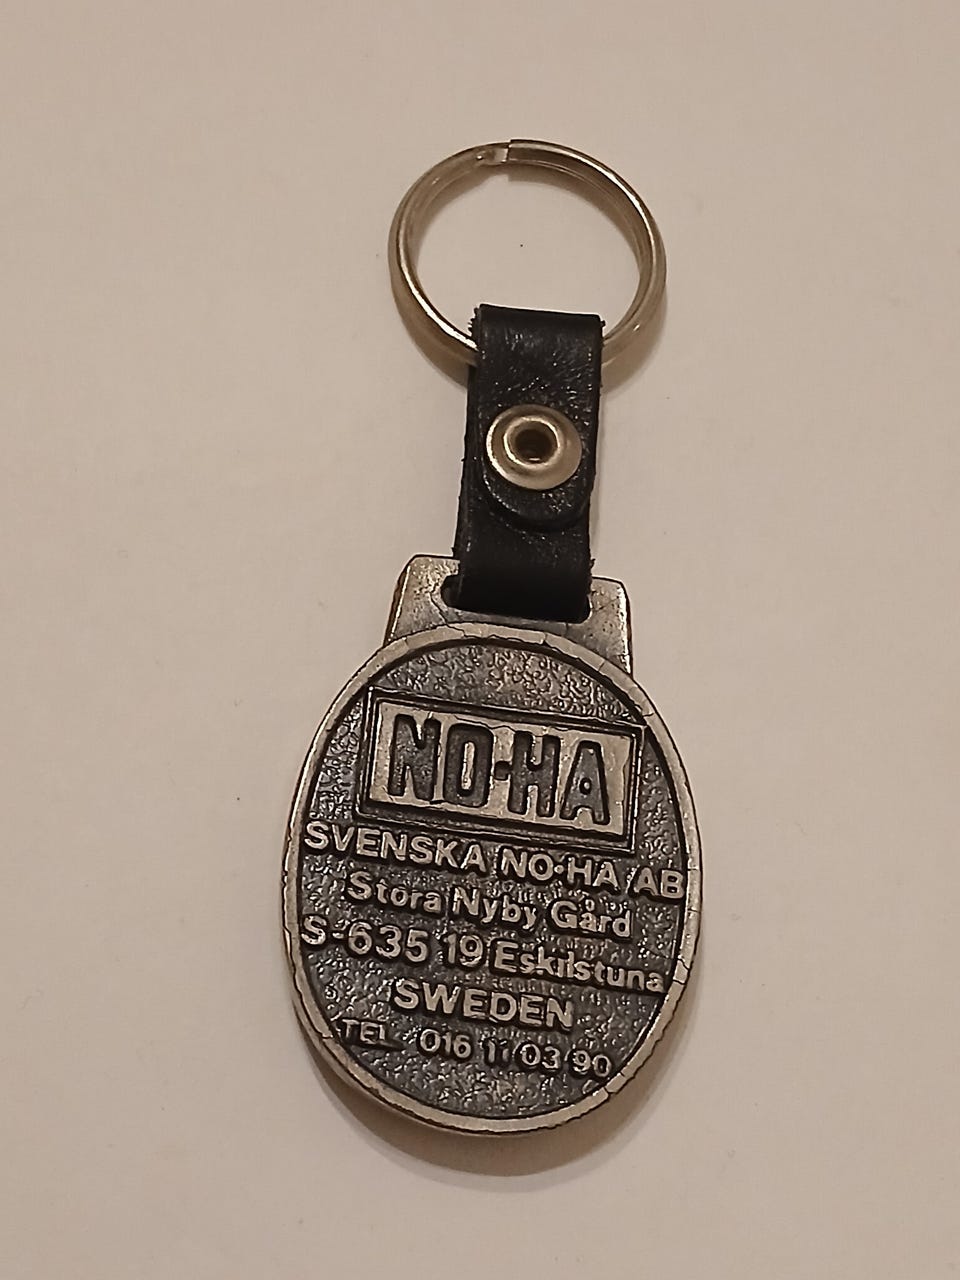 NO·HA
SVENSKA NO·HA AB
Stora Nyby Gård
S-635 19 Eskilstuna
SWEDEN
TEL. 016 11 03 90